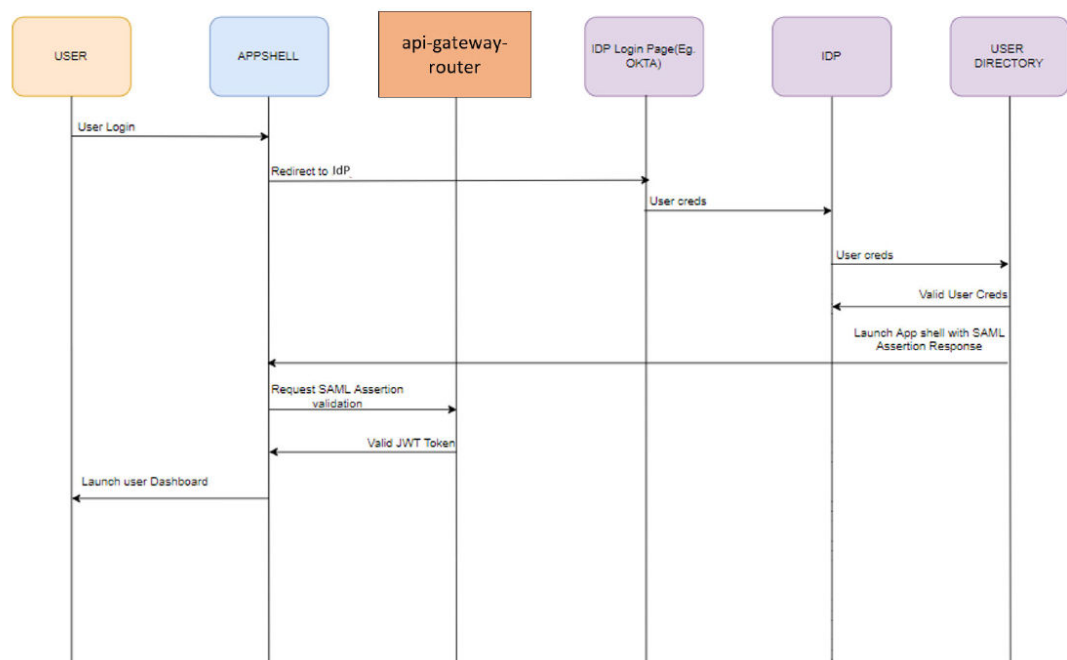 USER
APPSHELL
api-gateway-
router
IDP Login Page(Eg.
OKTA)
IDP
USER
DIRECTORY
User Login
Redirect to IdP
User creds
User creds
Valid User Creds
Launch App shell with SAML
Assertion Response
Request SAML Assertion
validation
Valid JWT Token
Launch user Dashboard